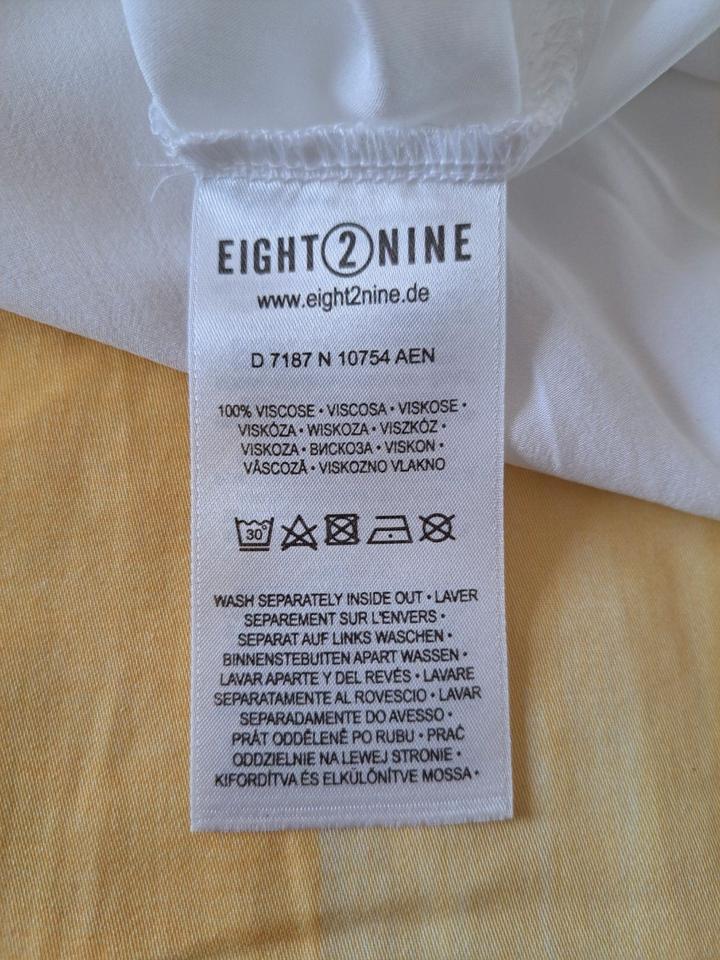 EIGHT2NINE
www.eight2nine.de
D 7187 N 10754 AEN
100% VISCOSE • VISCOSA • VISKOSE •
VISKÓZA • WISKOZA • VISZKÓZ •
VISKOZA • ВИСКОЗА • VISKON •
VÂSCOZĂ • VISKOZNO VLAKNO
30°
WASH SEPARATELY INSIDE OUT • LAVER
SEPAREMENT SUR L'ENVERS •
SEPARAT AUF LINKS WASCHEN •
BINNENSTEBUITEN APART WASSEN •
LAVAR APARTE Y DEL REVÉS • LAVARE
SEPARATAMENTE AL ROVESCIO • LAVAR
SEPARADAMENTE DO AVESSO •
PRÁT ODDĚLENĚ PO RUBU • PRAĆ
ODDZIELNIE NA LEWEJ STRONIE •
KIFORDÍTVA ÉS ELKÜLÖNÍTVE MOSSA •